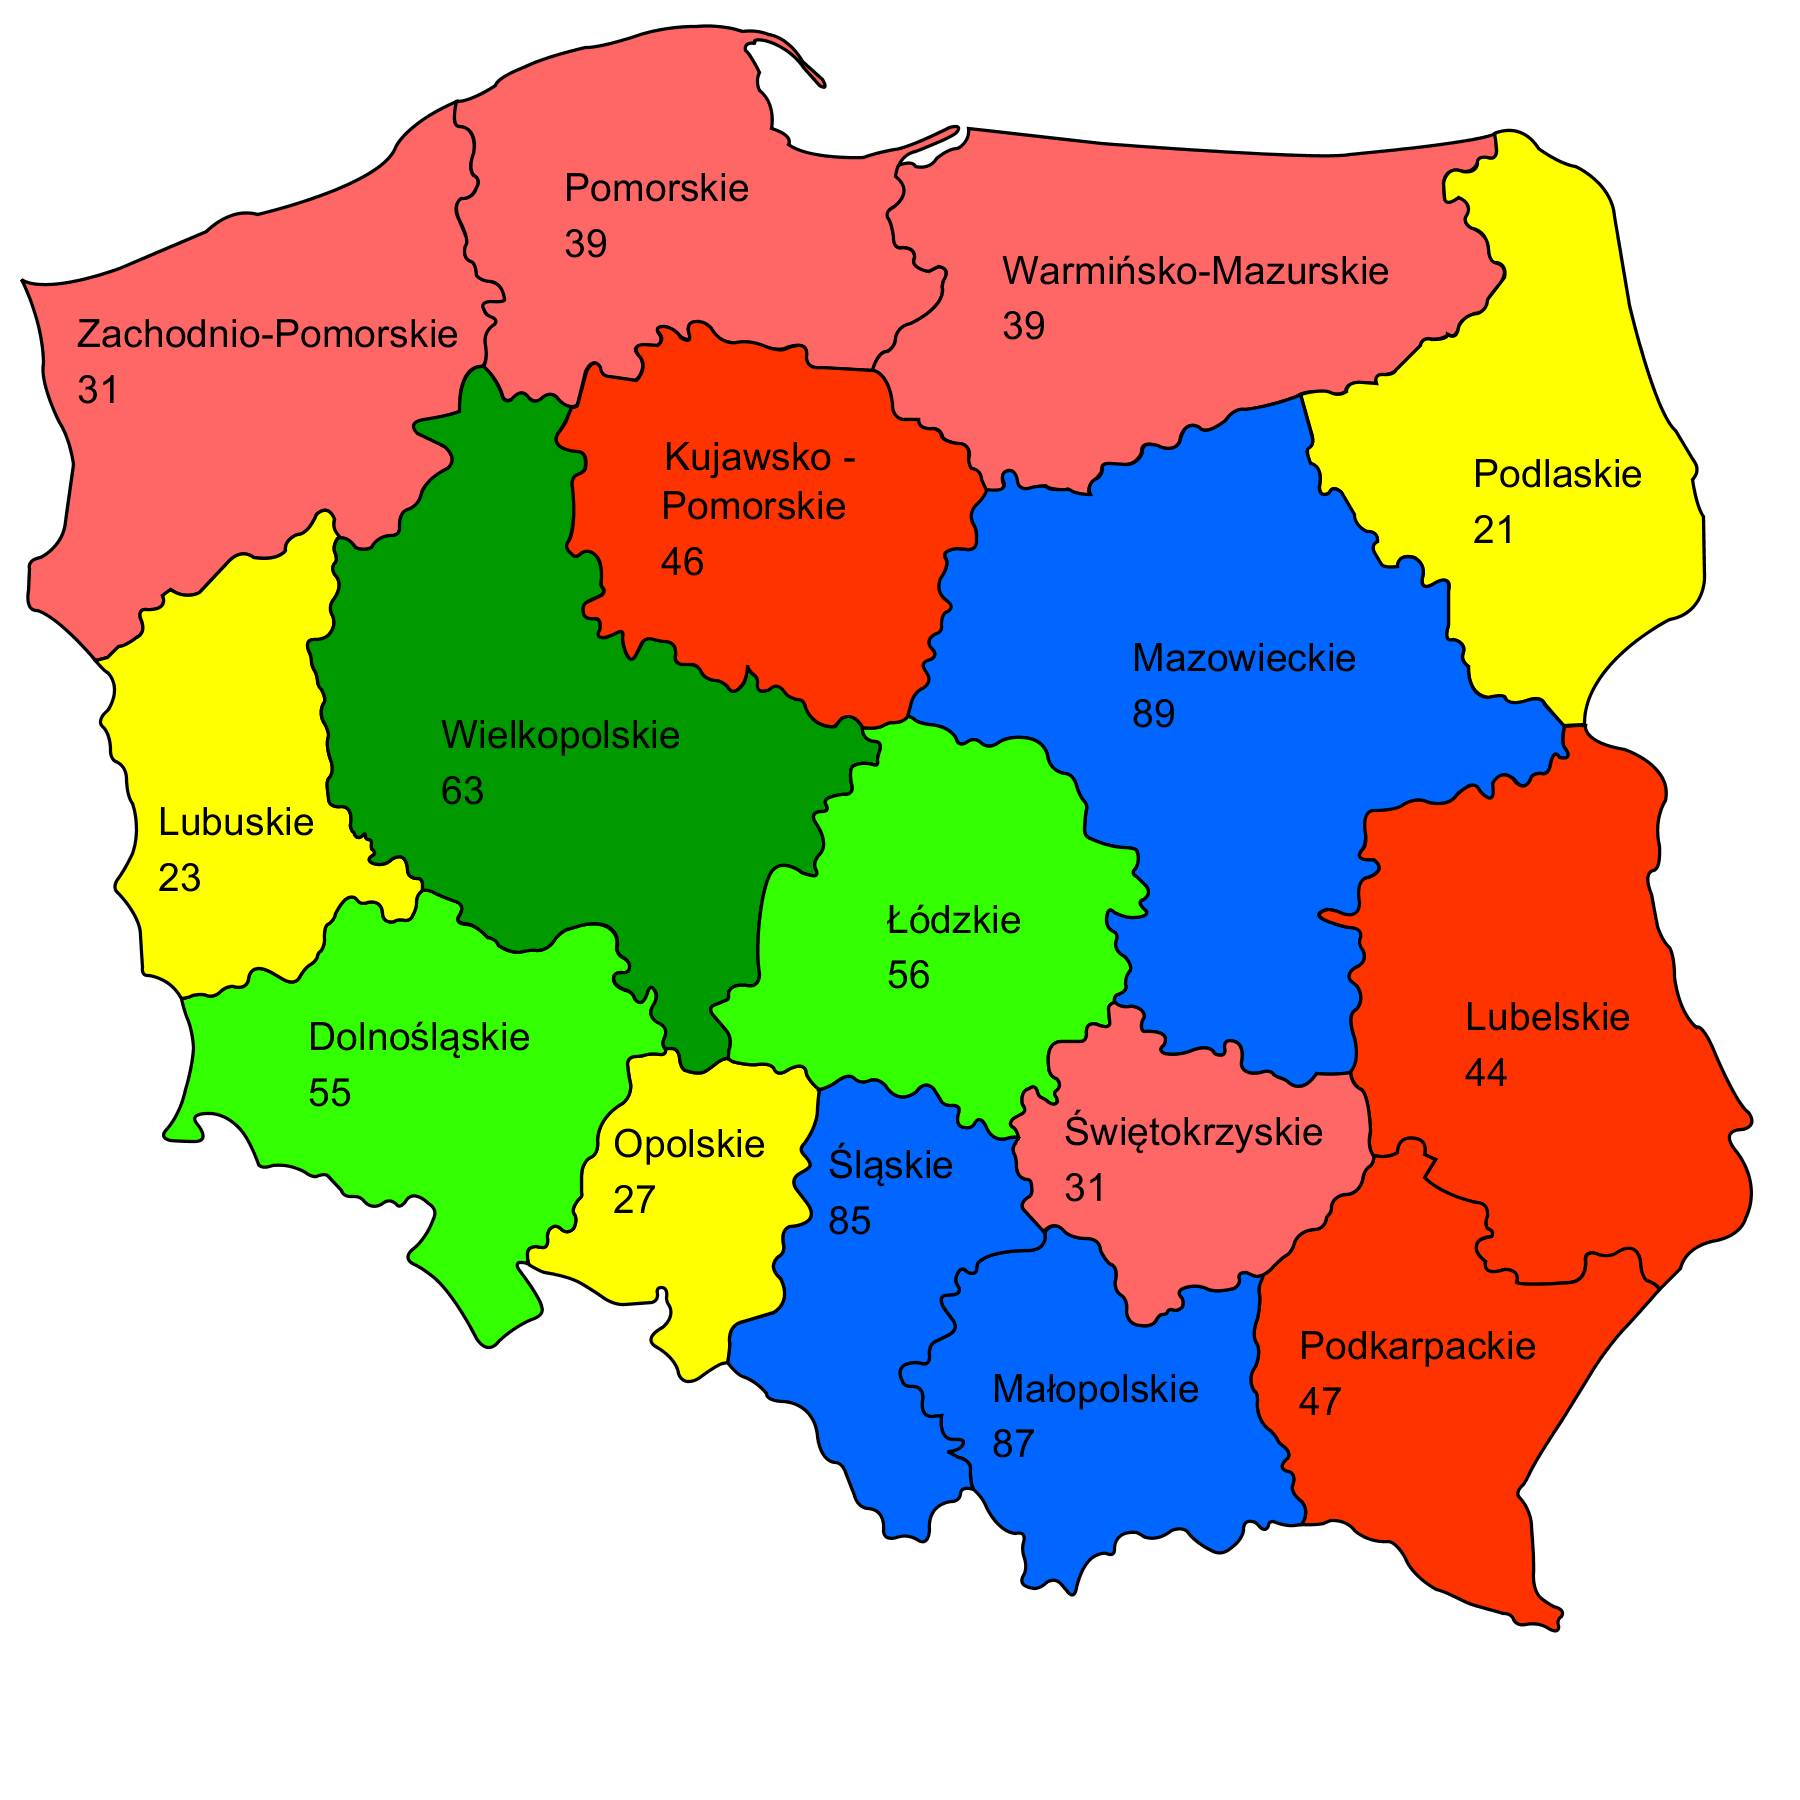 Pomorskie
39
Warmińsko-Mazurskie
39
Zachodnio-Pomorskie
31
Kujawsko -
Pomorskie
46
Podlaskie
21
Mazowieckie
89
Wielkopolskie
63
Lubuskie
23
Łódzkie
56
Dolnośląskie
55
Lubelskie
44
Opolskie
27
Śląskie
85
Świętokrzyskie
31
Podkarpackie
47
Małopolskie
87